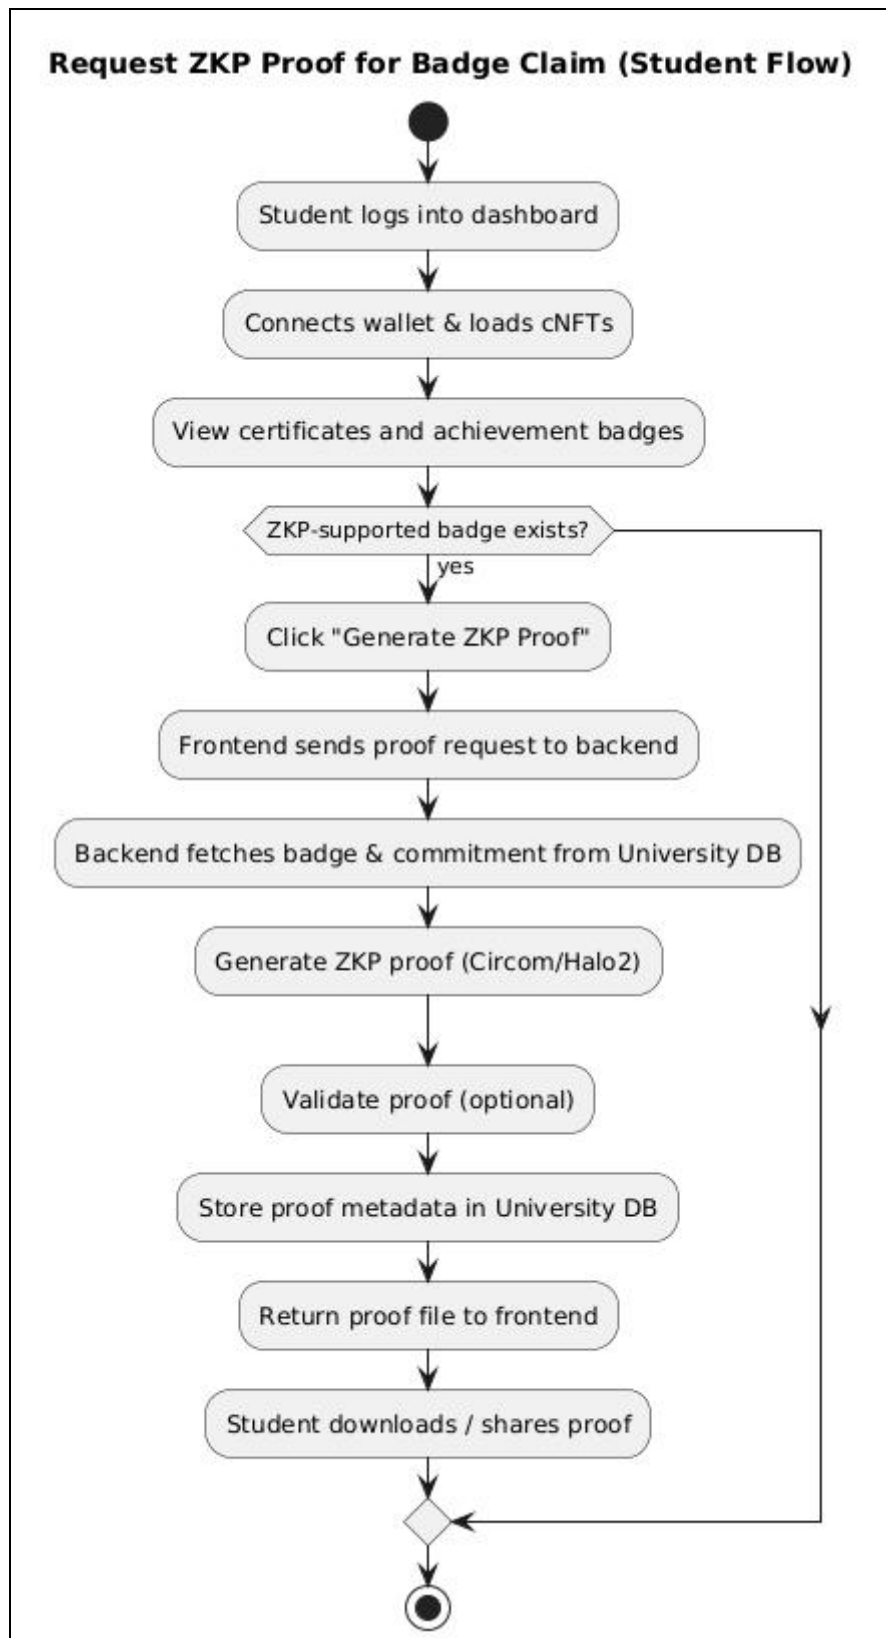 Request ZKP Proof for Badge Claim (Student Flow)
Student logs into dashboard
Connects wallet & loads cNFTs
View certificates and achievement badges
ZKP-supported badge exists?
yes
Click "Generate ZKP Proof"
Frontend sends proof request to backend
Backend fetches badge & commitment from University DB
Generate ZKP proof (Circom/Halo2)
Validate proof (optional)
Store proof metadata in University DB
Return proof file to frontend
Student downloads / shares proof